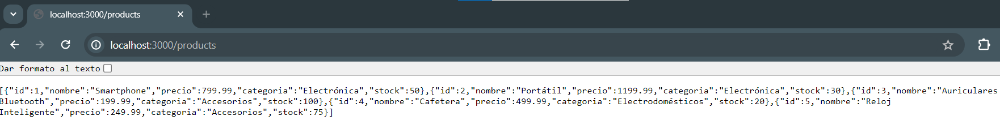 localhost:3000/products
localhost:3000/products
Dar formato al texto
[{"id":1,"nombre":"Smartphone","precio":799.99,"categoria":"Electrónica","stock":50},{"id":2,"nombre":"Portátil","precio":1199.99,"categoria":"Electrónica","stock":30},{"id":3,"nombre":"Auriculares
Bluetooth","precio":199.99,"categoria":"Accesorios","stock":100},{"id":4,"nombre":"Cafetera","precio":499.99,"categoria":"Electrodomésticos","stock":20},{"id":5,"nombre":"Reloj
Inteligente","precio":249.99,"categoria":"Accesorios","stock":75}]